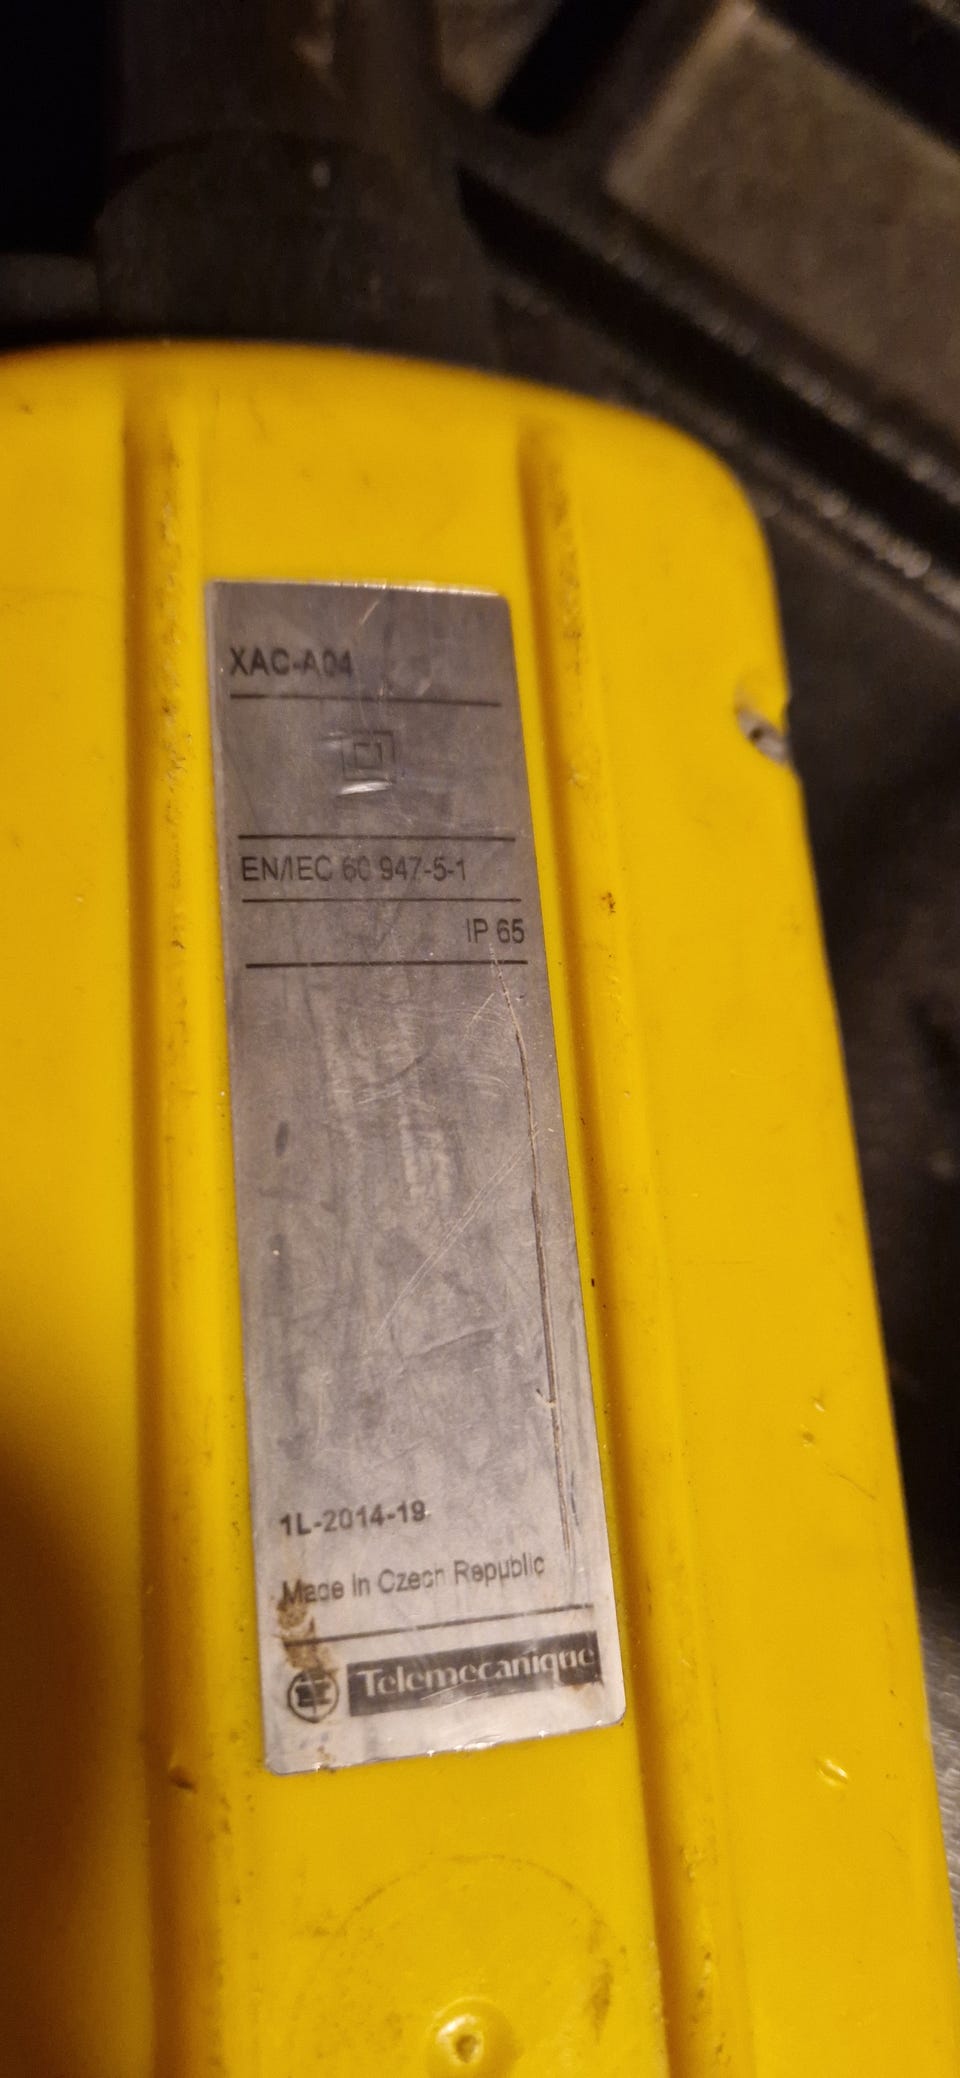 XAC-A04
EN/IEC 60 947-5-1
IP 65
1L-2014-19
Made in Czech Republic
Telemecanique